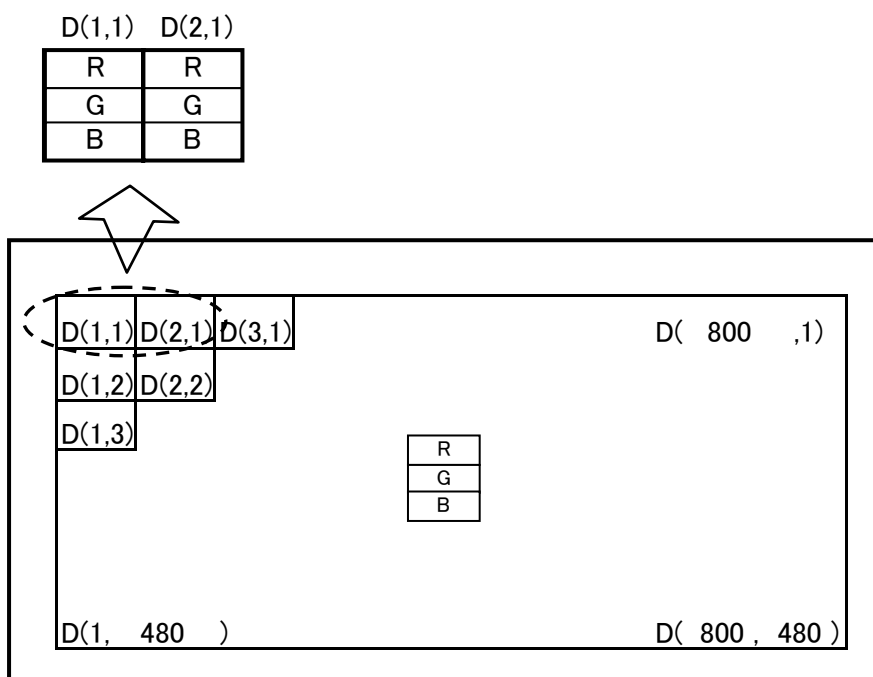 D(1,1) D(2,1)
R R
G G
B B
D(1,1) D(2,1) D(3,1) D( 800 ,1)
D(1,2) D(2,2)
D(1,3)
R
G
B
D(1, 480 ) D( 800 , 480 )